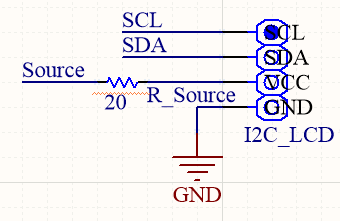 SCL SCL
SDA SDA
Source VCC
20 R_Source GND
I2C_LCD
GND